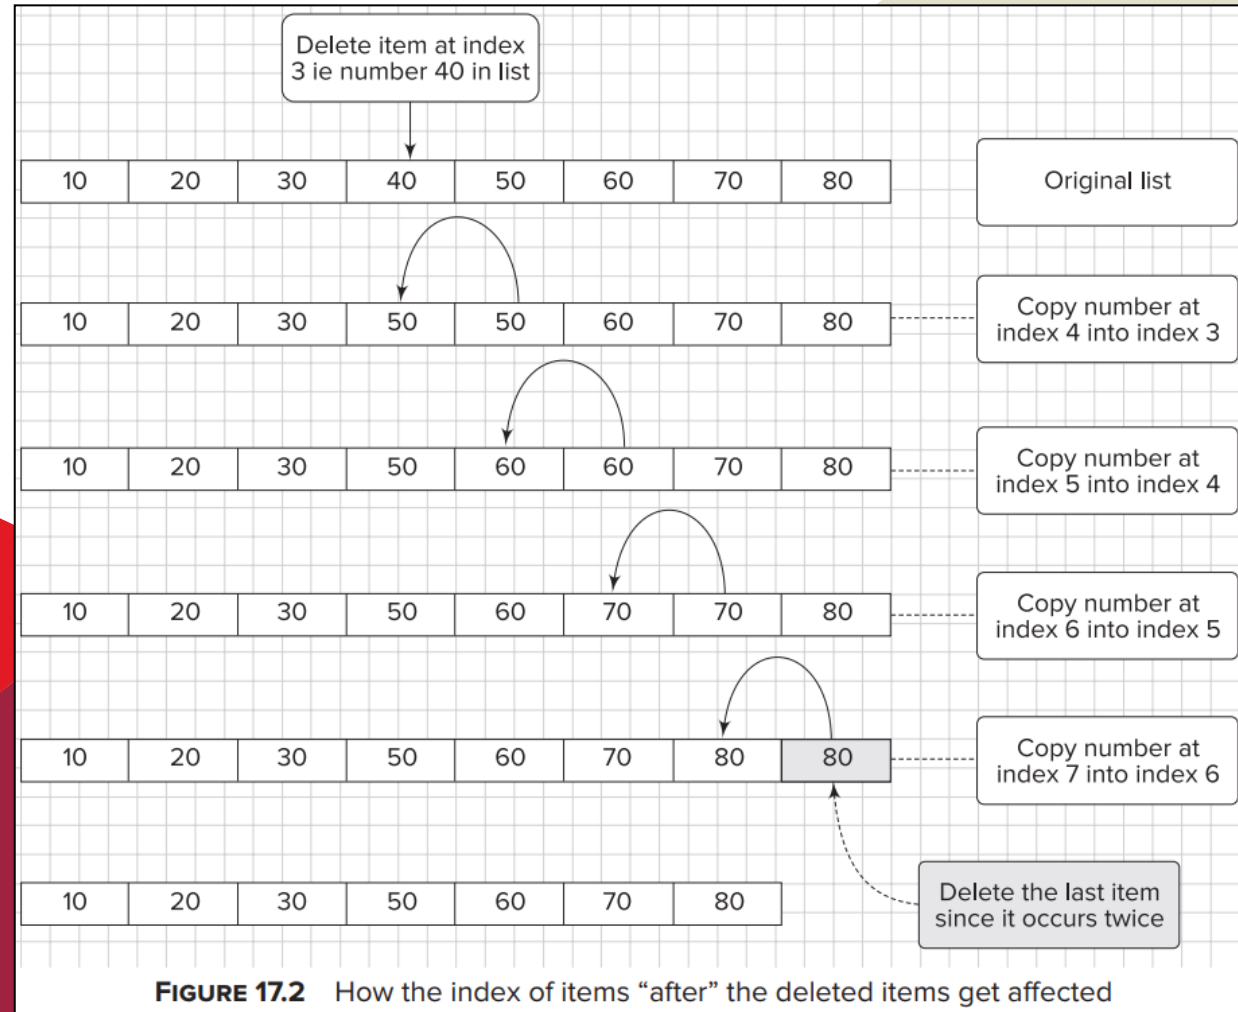 Delete item at index
3 ie number 40 in list
10 20 30 40 50 60 70 80
Original list
10 20 30 50 50 60 70 80
Copy number at
index 4 into index 3
10 20 30 50 60 60 70 80
Copy number at
index 5 into index 4
10 20 30 50 60 70 70 80
Copy number at
index 6 into index 5
10 20 30 50 60 70 80 80
Copy number at
index 7 into index 6
Delete the last item
since it occurs twice
10 20 30 50 60 70 80
FIGURE 17.2 How the index of items “after” the deleted items get affected